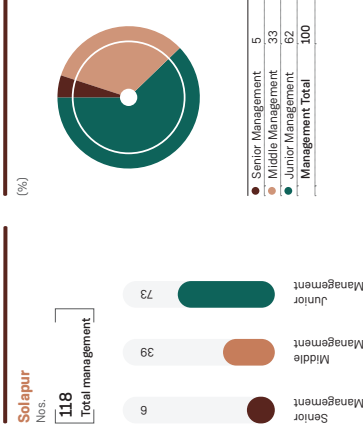 Solapur
Nos.
118
Total management
6
39
73
Senior
Management
Middle
Management
Junior
Management
(%)
Senior Management 5
Middle Management 33
Junior Management 62
Management Total 100